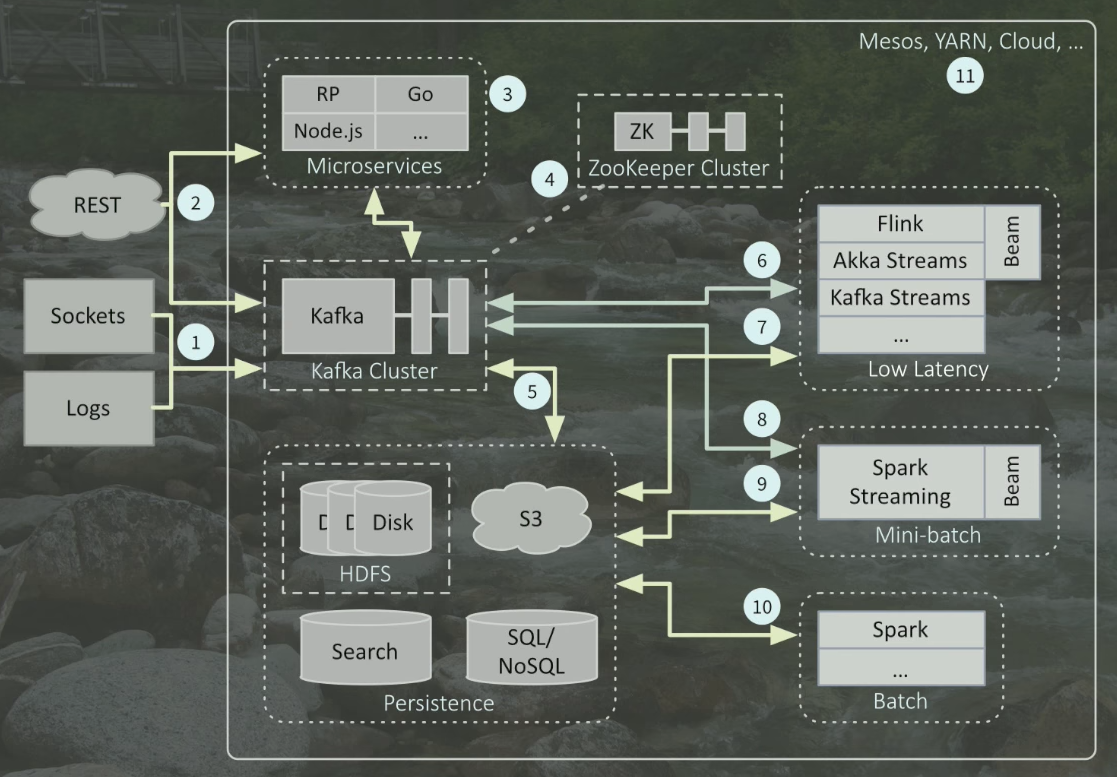 Mesos, YARN, Cloud, ...
11
RP
Go
Node.js
...
Microservices
3
ZK
ZooKeeper Cluster
4
REST
2
Sockets
Logs
1
Kafka
Kafka Cluster
5
6
7
Flink
Akka Streams
Beam
Kafka Streams
...
Low Latency
8
9
Spark
Streaming
Beam
Mini-batch
D
D
Disk
HDFS
S3
Search
SQL/
NoSQL
Persistence
10
Spark
...
Batch